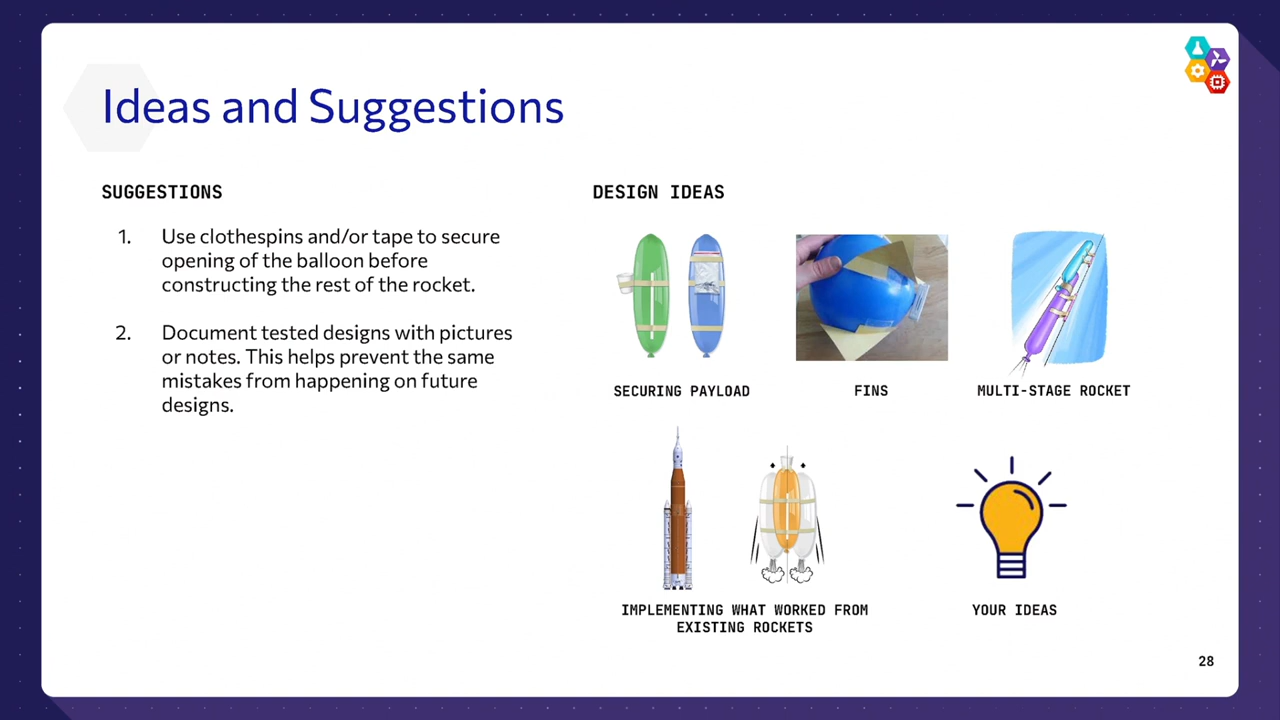 Ideas and Suggestions
SUGGESTIONS
1. Use clothespins and/or tape to secure
opening of the balloon before
constructing the rest of the rocket.
2. Document tested designs with pictures
or notes. This helps prevent the same
mistakes from happening on future
designs.
DESIGN IDEAS
SECURING PAYLOAD
FINS
MULTI-STAGE ROCKET
IMPLEMENTING WHAT WORKED FROM
EXISTING ROCKETS
YOUR IDEAS
28